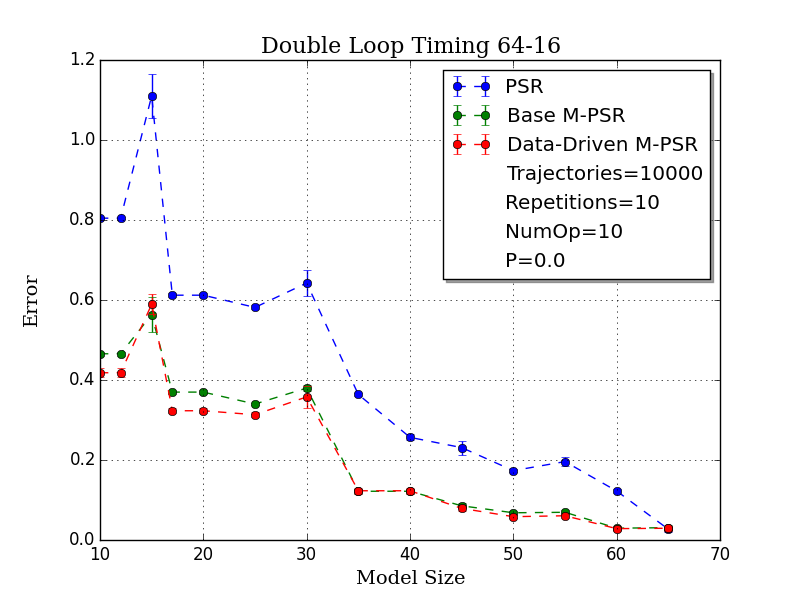 Double Loop Timing 64-16
1.2
1.0
0.8
0.6
0.4
0.2
0.0
Error
PSR
Base M-PSR
Data-Driven M-PSR
Trajectories=10000
Repetitions=10
NumOp=10
P=0.0
10 20 30 40 50 60 70
Model Size